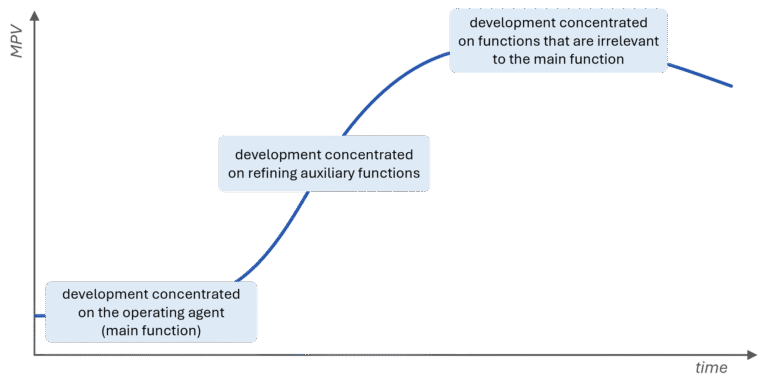 MPV
development concentrated
on functions that are irrelevant
to the main function
development concentrated
on refining auxiliary functions
development concentrated
on the operating agent
(main function)
time